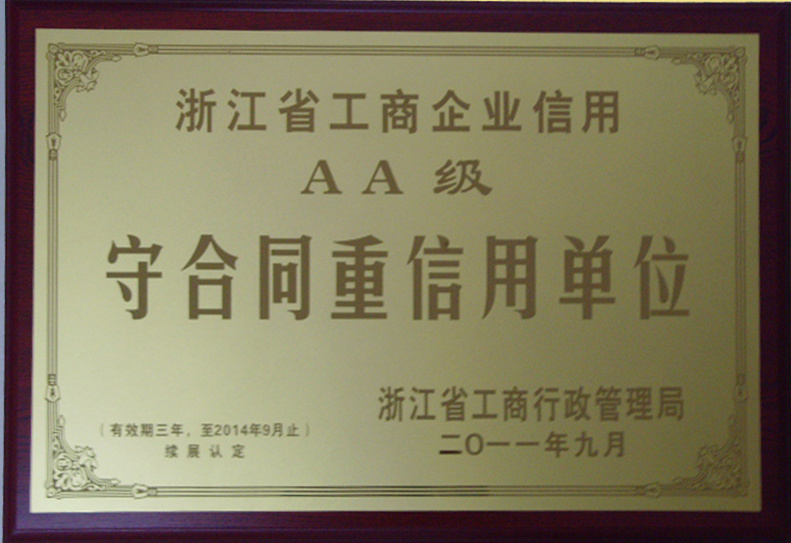 浙江省工商企业信用
AA级
守合同重信用单位
浙江省工商行政管理局
二〇一一年九月
（有效期三年，至2014年9月止）
续展认定